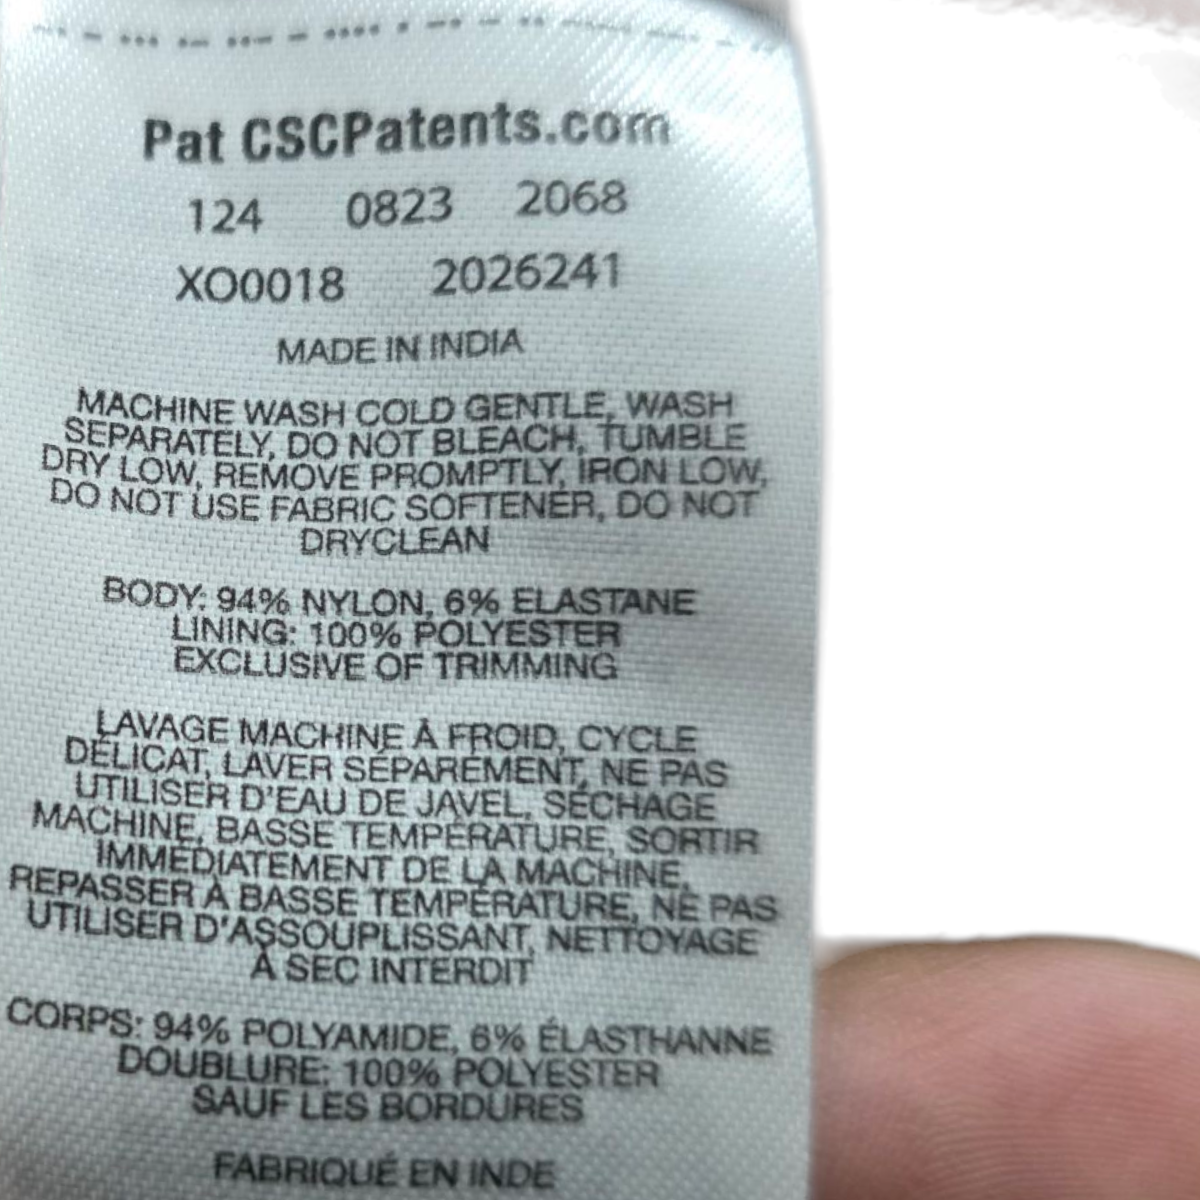 Pat CSCPatents.com
124 0823 2068
XO0018 2026241
MADE IN INDIA
MACHINE WASH COLD GENTLE, WASH
SEPARATELY, DO NOT BLEACH, TUMBLE
DRY LOW, REMOVE PROMPTLY, IRON LOW,
DO NOT USE FABRIC SOFTENER, DO NOT
DRYCLEAN
BODY: 94% NYLON, 6% ELASTANE
LINING: 100% POLYESTER
EXCLUSIVE OF TRIMMING
LAVAGE MACHINE À FROID, CYCLE
DÉLICAT, LAVER SÉPARÉMENT, NE PAS
UTILISER D'EAU DE JAVEL, SÉCHAGE
MACHINE, BASSE TEMPÉRATURE, SORTIR
IMMÉDIATEMENT DE LA MACHINE,
REPASSER À BASSE TEMPÉRATURE, NE PAS
UTILISER D'ASSOUPLISSANT, NETTOYAGE
À SEC INTERDIT
CORPS: 94% POLYAMIDE, 6% ÉLASTHANNE
DOUBLURE: 100% POLYESTER
SAUF LES BORDURES
FABRIQUÉ EN INDE